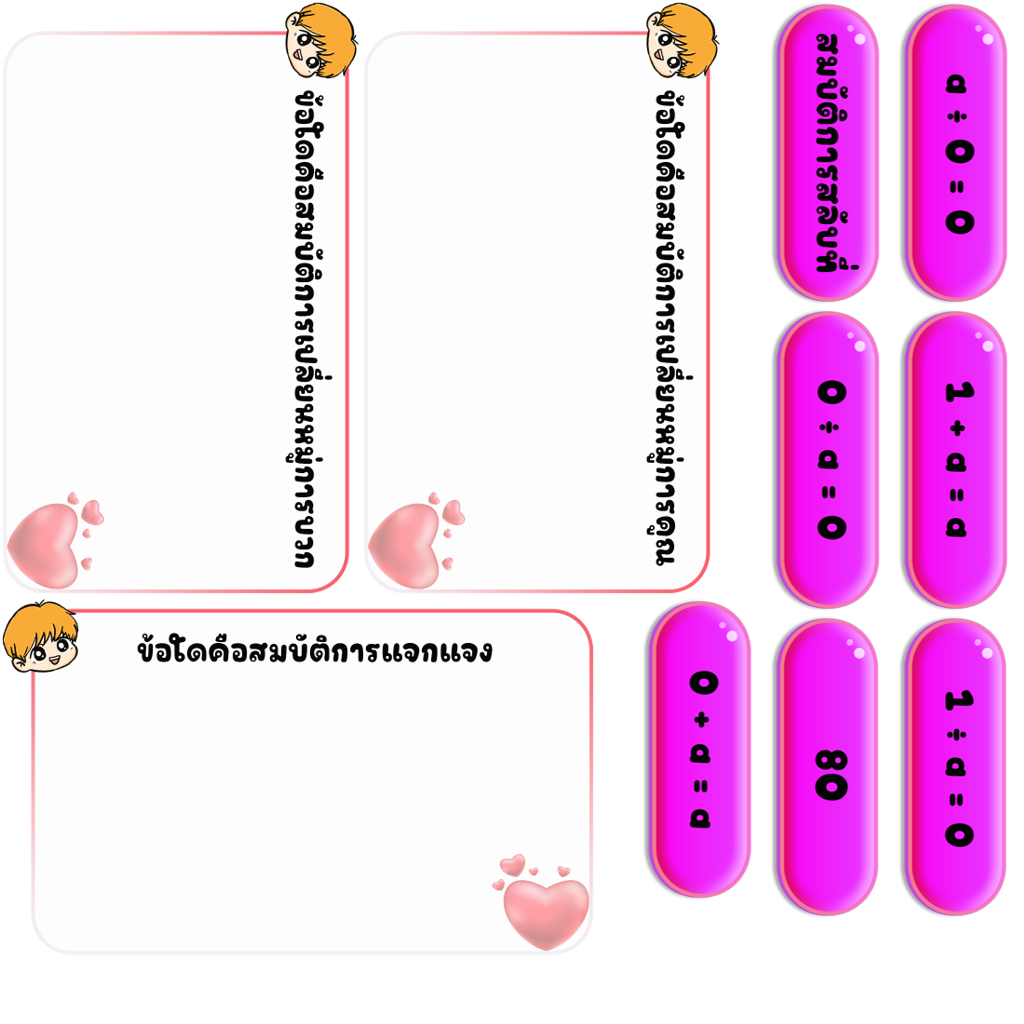 ข้อใดคือสมบัติการเปลี่ยนหมู่การบวก
ข้อใดคือสมบัติการเปลี่ยนหมู่การคูณ
สมบัติการสลับที่
a ÷ 0 = 0
0 ÷ a = 0
1 + a = a
ข้อใดคือสมบัติการแจกแจง
0 + a = a
80
1 ÷ a = 0